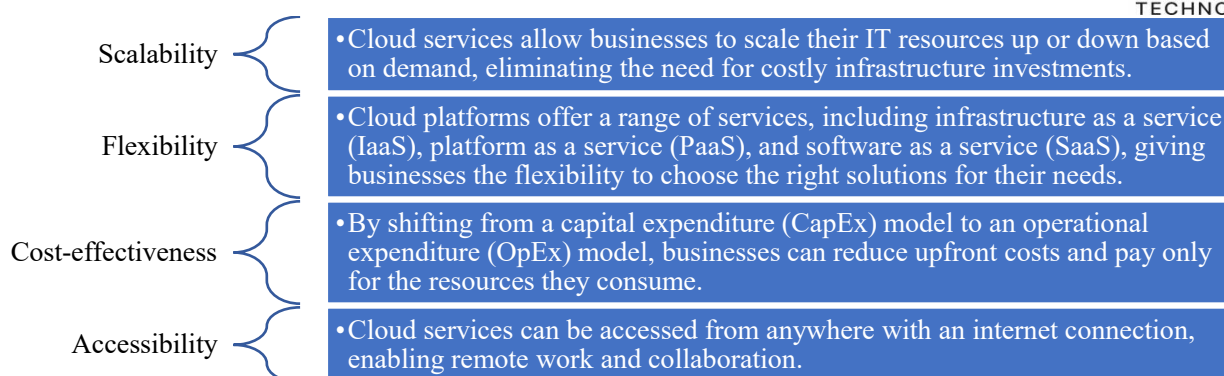 TECHNO
Scalability
•Cloud services allow businesses to scale their IT resources up or down based
on demand, eliminating the need for costly infrastructure investments.
Flexibility
•Cloud platforms offer a range of services, including infrastructure as a service
(IaaS), platform as a service (PaaS), and software as a service (SaaS), giving
businesses the flexibility to choose the right solutions for their needs.
Cost-effectiveness
•By shifting from a capital expenditure (CapEx) model to an operational
expenditure (OpEx) model, businesses can reduce upfront costs and pay only
for the resources they consume.
Accessibility
•Cloud services can be accessed from anywhere with an internet connection,
enabling remote work and collaboration.